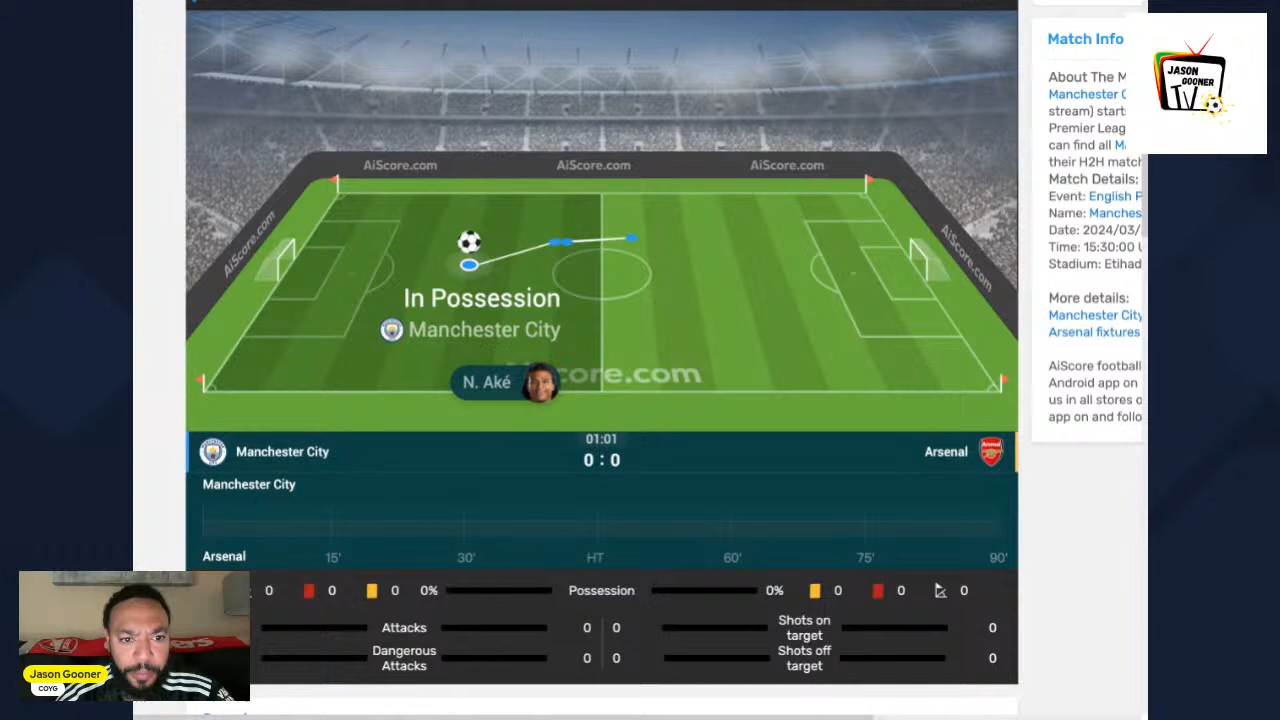 Match Info
JASON
GOONER
TV
About The M
Manchester C
stream) start
Premier Leag
can find all M
their H2H match
Match Details:
Event: English P
Name: Manches
Date: 2024/03/
Time: 15:30:00 U
Stadium: Etihad
More details:
Manchester City
Arsenal fixtures
AiScore football
Android app on
us in all stores o
app on and follo
AiScore.com AiScore.com AiScore.com
AiScore.com
AiScore.com
In Possession
Manchester City
N. Aké
core.com
Manchester City 01:01 Arsenal
0 : 0
Manchester City
Arsenal 15' 30' HT 60' 75' 90'
0 0 0 0% Possession 0% 0 0 0
Attacks 0 0 Shots on target 0
Dangerous Attacks 0 0 Shots off target 0
Jason Gooner
COYG